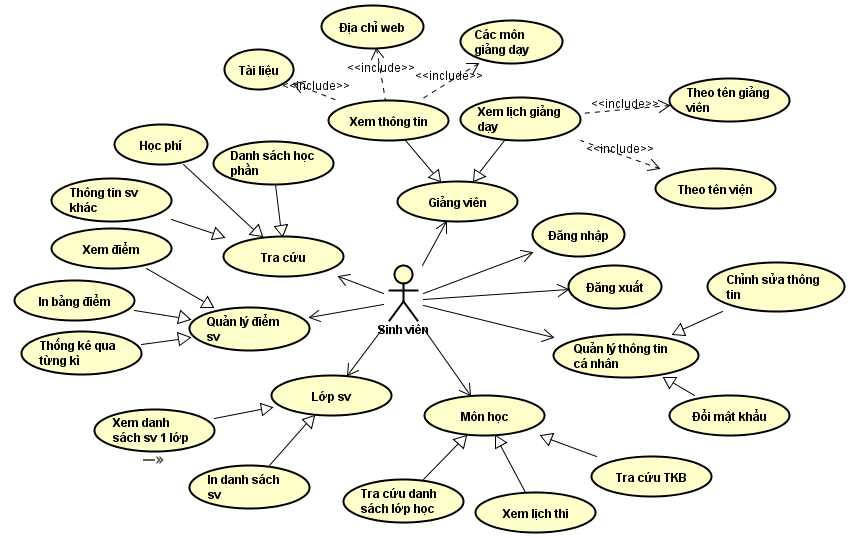 Địa chỉ web
Các môn
giảng dạy
Tài liệu
<<include>>
<<include>>
<<include>>
Xem thông tin
Xem lịch giảng
dạy
<<include>>
Theo tên giảng
viên
<<include>>
Theo tên viện
Học phí
Danh sách học
phần
Thông tin sv
khác
Giảng viên
Xem điểm
Tra cứu
Đăng nhập
Đăng xuất
In bảng điểm
Quản lý điểm
sv
Sinh viên
Chỉnh sửa thông
tin
Thống kê qua
từng kì
Quản lý thông tin
cá nhân
Lớp sv
Món học
Đổi mật khẩu
Xem danh
sách sv 1 lớp
In danh sách
sv
Tra cứu danh
sách lớp học
Xem lịch thi
Tra cứu TKB